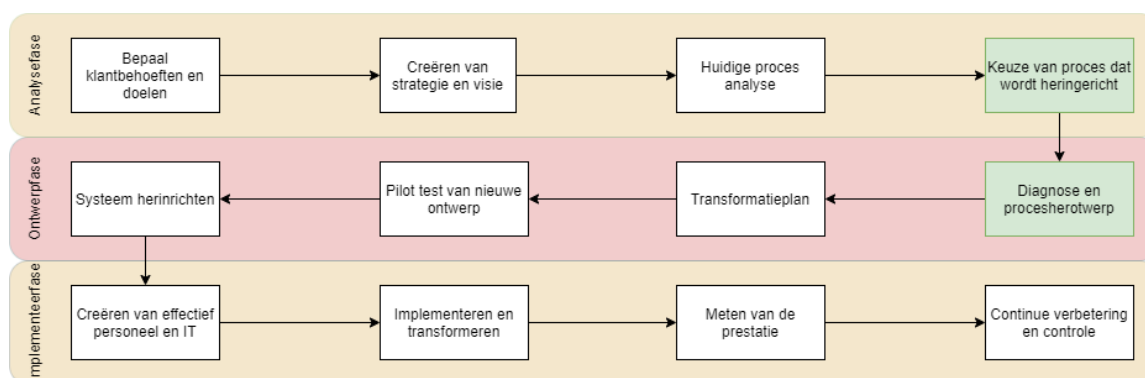 Analysefase
Bepaal
klantbehoeften en
doelen
Creëren van
strategie en visie
Huidige proces
analyse
Keuze van proces dat
wordt heringericht
Ontwerpfase
Systeem herinrichten
Pilot test van nieuwe
ontwerp
Transformatieplan
Diagnose en
procesherotwerp
mplementeerfase
Creëren van effectief
personeel en IT
Implementeren en
transformeren
Meten van de
prestatie
Continue verbetering
en controle